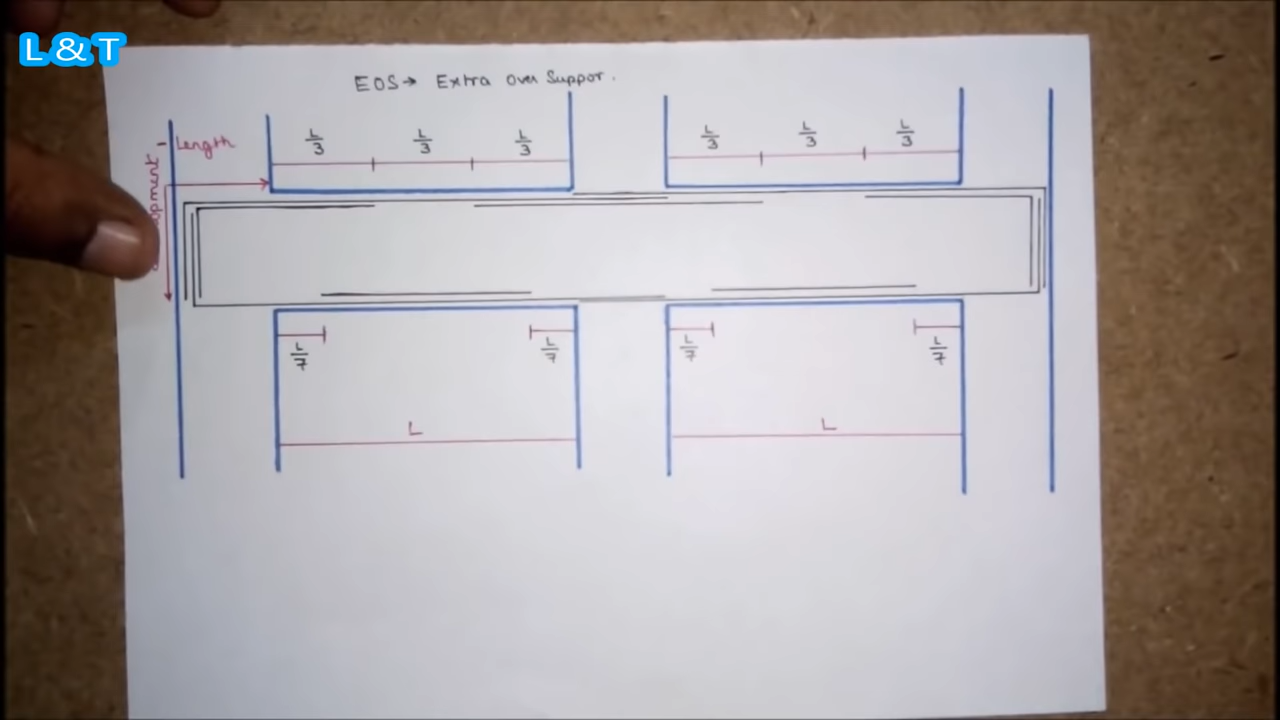 L&T
EOS→ Extra Over Suppor.
Length
L/3 L/3 L/3
L/3 L/3 L/3
L/7 L/7
L/7 L/7
L
L